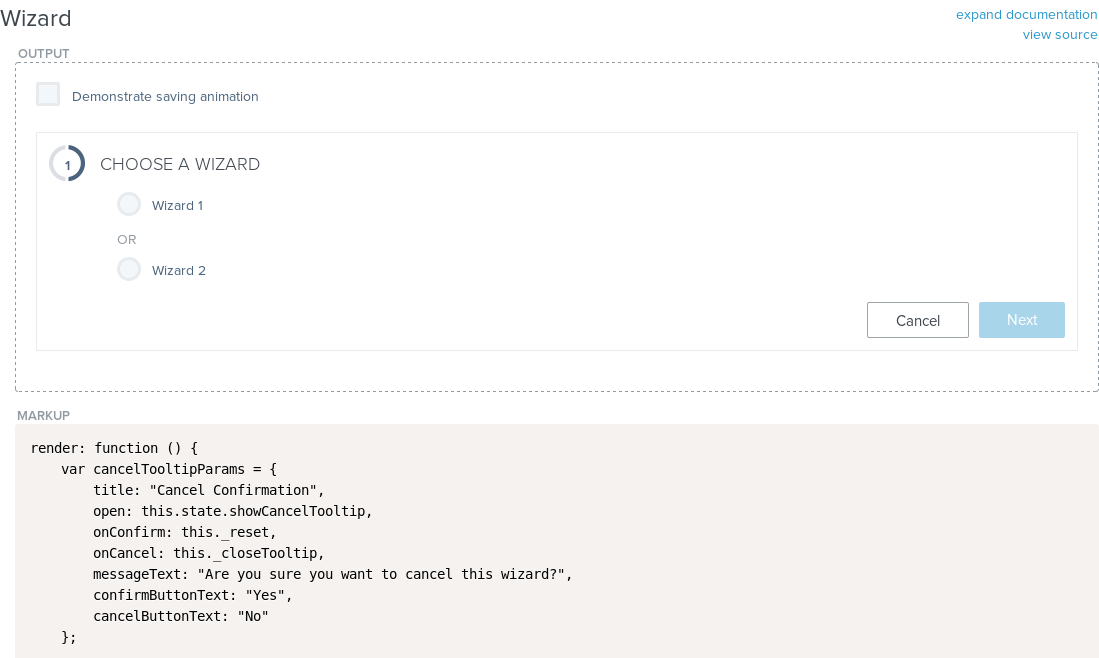 Wizard
expand documentation
view source
OUTPUT
Demonstrate saving animation
1 CHOOSE A WIZARD
Wizard 1
OR
Wizard 2
Cancel Next
MARKUP
render: function () {
    var cancelTooltipParams = {
        title: "Cancel Confirmation",
        open: this.state.showCancelTooltip,
        onConfirm: this._reset,
        onCancel: this._closeTooltip,
        messageText: "Are you sure you want to cancel this wizard?",
        confirmButtonText: "Yes",
        cancelButtonText: "No"
    };